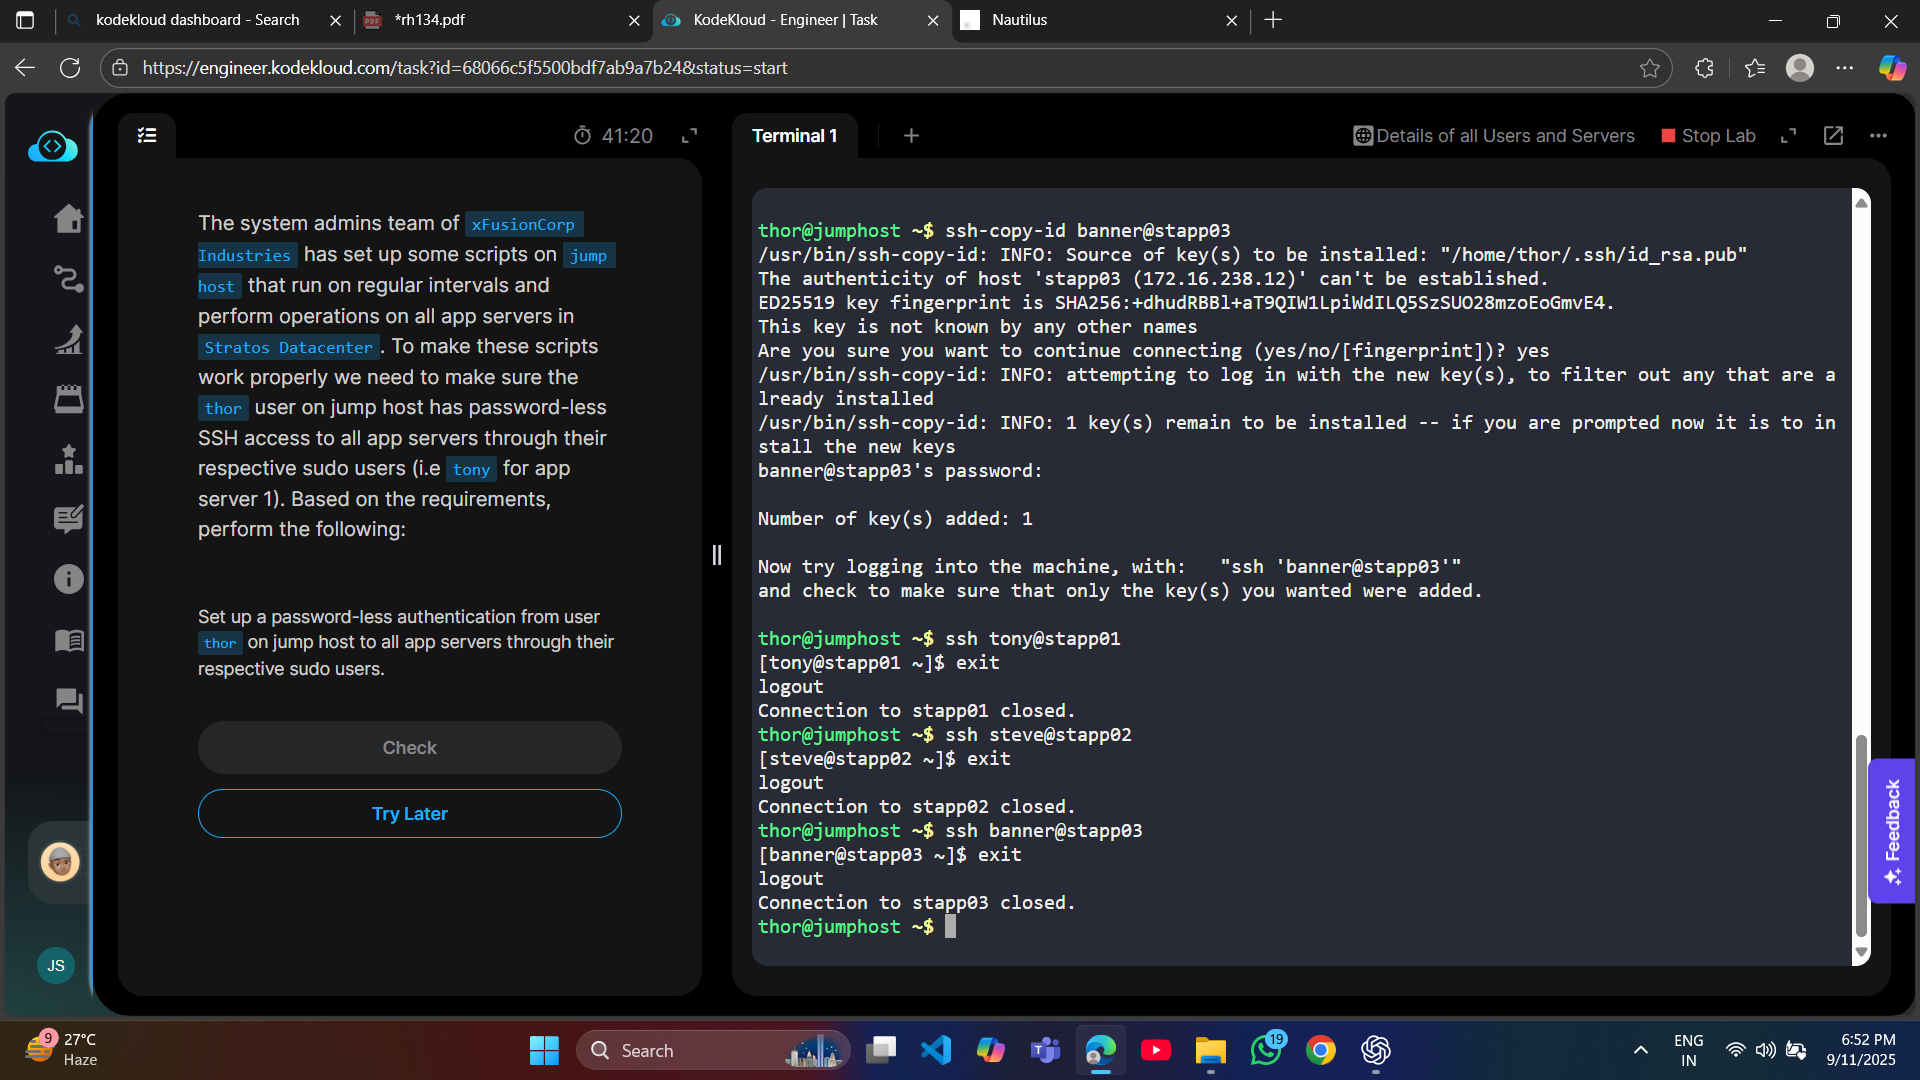 kodekloud dashboard - Search
*rh134.pdf
KodeKloud - Engineer | Task
Nautilus
https://engineer.kodekloud.com/task?id=68066c5f5500bdf7ab9a7b24&status=start
41:20
Terminal 1
Details of all Users and Servers
Stop Lab
The system admins team of xFusionCorp
Industries has set up some scripts on jump
host that run on regular intervals and
perform operations on all app servers in
Stratos Datacenter. To make these scripts
work properly we need to make sure the
thor user on jump host has password-less
SSH access to all app servers through their
respective sudo users (i.e tony for app
server 1). Based on the requirements,
perform the following:
Set up a password-less authentication from user
thor on jump host to all app servers through their
respective sudo users.
Check
Try Later
JS
thor@jumphost ~$ ssh-copy-id banner@stapp03
/usr/bin/ssh-copy-id: INFO: Source of key(s) to be installed: "/home/thor/.ssh/id_rsa.pub"
The authenticity of host 'stapp03 (172.16.238.12)' can't be established.
ED25519 key fingerprint is SHA256:+dhudRBBl+aT9QIW1LpiWdILQ5SzSUO28mzoEoGmvE4.
This key is not known by any other names
Are you sure you want to continue connecting (yes/no/[fingerprint])? yes
/usr/bin/ssh-copy-id: INFO: attempting to log in with the new key(s), to filter out any that are a
lready installed
/usr/bin/ssh-copy-id: INFO: 1 key(s) remain to be installed -- if you are prompted now it is to in
stall the new keys
banner@stapp03's password:
Number of key(s) added: 1
Now try logging into the machine, with:   "ssh 'banner@stapp03'"
and check to make sure that only the key(s) you wanted were added.
thor@jumphost ~$ ssh tony@stapp01
[tony@stapp01 ~]$ exit
logout
Connection to stapp01 closed.
thor@jumphost ~$ ssh steve@stapp02
[steve@stapp02 ~]$ exit
logout
Connection to stapp02 closed.
thor@jumphost ~$ ssh banner@stapp03
[banner@stapp03 ~]$ exit
logout
Connection to stapp03 closed.
thor@jumphost ~$
Feedback
9
27°C
Haze
Search
19
ENG
IN
6:52 PM
9/11/2025